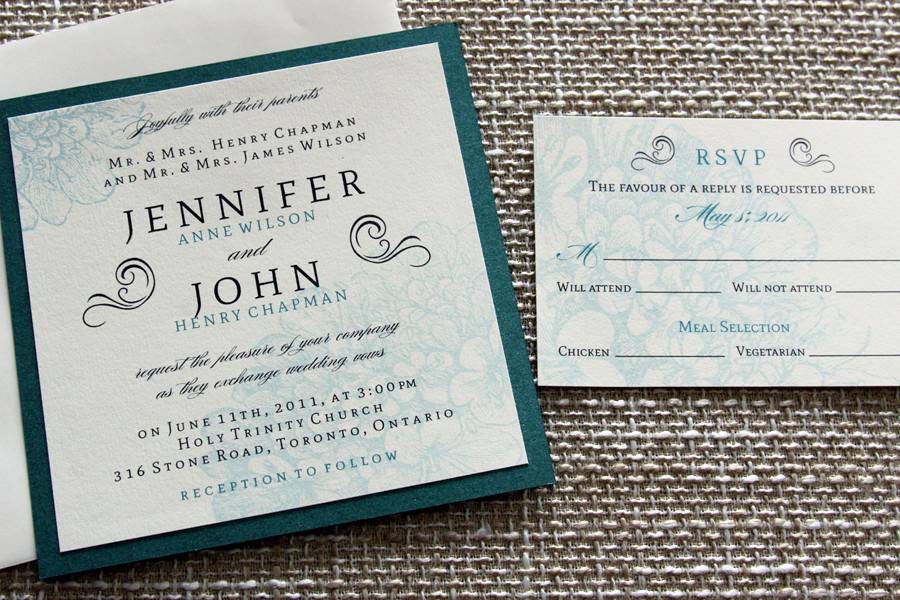 Joyfully with their parents
Mr. & Mrs. Henry Chapman
and Mr. & Mrs. James Wilson
JENNIFER
ANNE WILSON
and
JOHN
HENRY CHAPMAN
request the pleasure of your company
as they exchange wedding vows
on June 11th, 2011, at 3:00pm
Holy Trinity Church
316 Stone Road, Toronto, Ontario
RECEPTION TO FOLLOW
RSVP
The favour of a reply is requested before
May 8, 2011
M
Will attend Will not attend
Meal Selection
Chicken Vegetarian